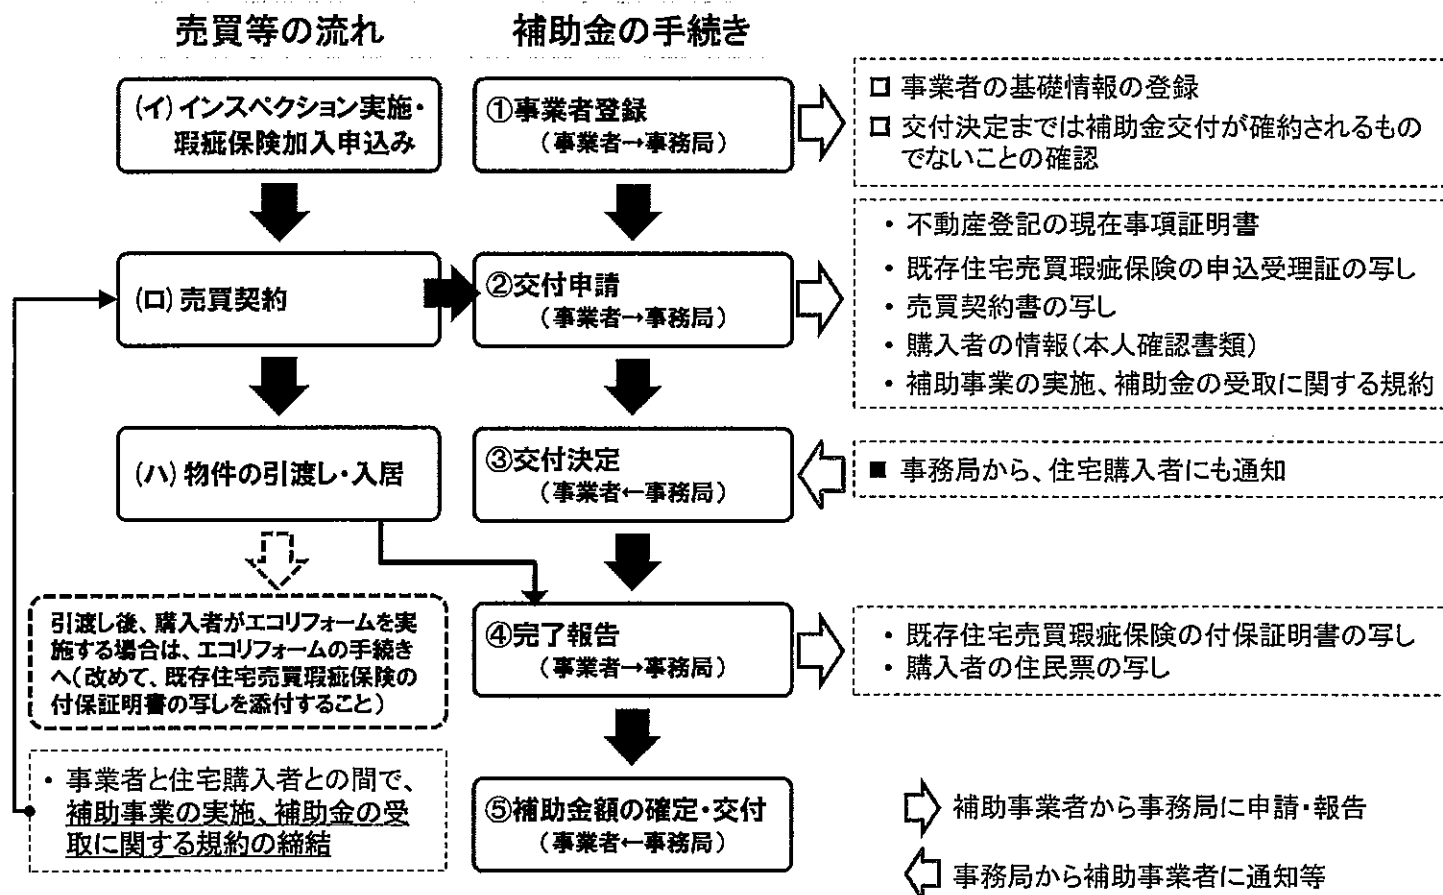 売買等の流れ
(イ)インスペクション実施・
瑕疵保険加入申込み
(ロ)売買契約
(ハ)物件の引渡し・入居
引渡し後、購入者がエコリフォームを実
施する場合は、エコリフォームの手続き
へ(改めて、既存住宅売買瑕疵保険の
付保証明書の写しを添付すること)
・事業者と住宅購入者との間で、
補助事業の実施、補助金の受
取に関する規約の締結
補助金の手続き
①事業者登録
(事業者→事務局)
②交付申請
(事業者→事務局)
③交付決定
(事業者←事務局)
④完了報告
(事業者→事務局)
⑤補助金額の確定・交付
(事業者←事務局)
□ 事業者の基礎情報の登録
□ 交付決定までは補助金交付が確約されるもの
でないことの確認
・不動産登記の現在事項証明書
・既存住宅売買瑕疵保険の申込受理証の写し
・売買契約書の写し
・購入者の情報(本人確認書類)
・補助事業の実施、補助金の受取に関する規約
■ 事務局から、住宅購入者にも通知
・既存住宅売買瑕疵保険の付保証明書の写し
・購入者の住民票の写し
補助事業者から事務局に申請・報告
事務局から補助事業者に通知等